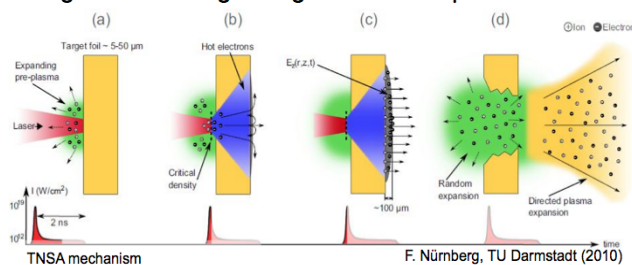 (a)
(b)
(c)
(d)
Ion
Electron
Target foil ~ 5-50 µm
Hot electrons
Expanding
pre-plasma
E
(r,z,t)
Laser
Critical
density
~100 µm
Random
expansion
Directed plasma
expansion
I (W/cm²)
10¹⁹
2 ns
10¹²
time
TNSA mechanism
F. Nürnberg, TU Darmstadt (2010)